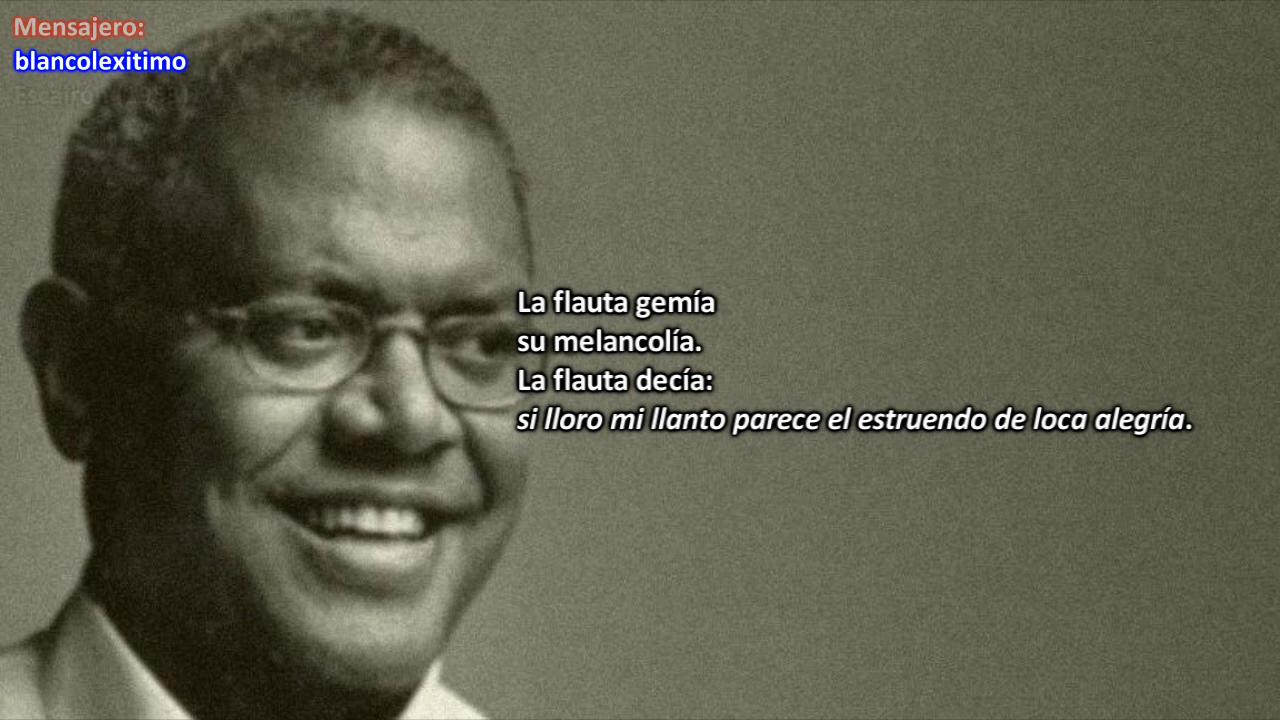 Mensajero:
blancolexitimo
La flauta gemía
su melancolía.
La flauta decía:
si lloro mi llanto parece el estruendo de loca alegría.